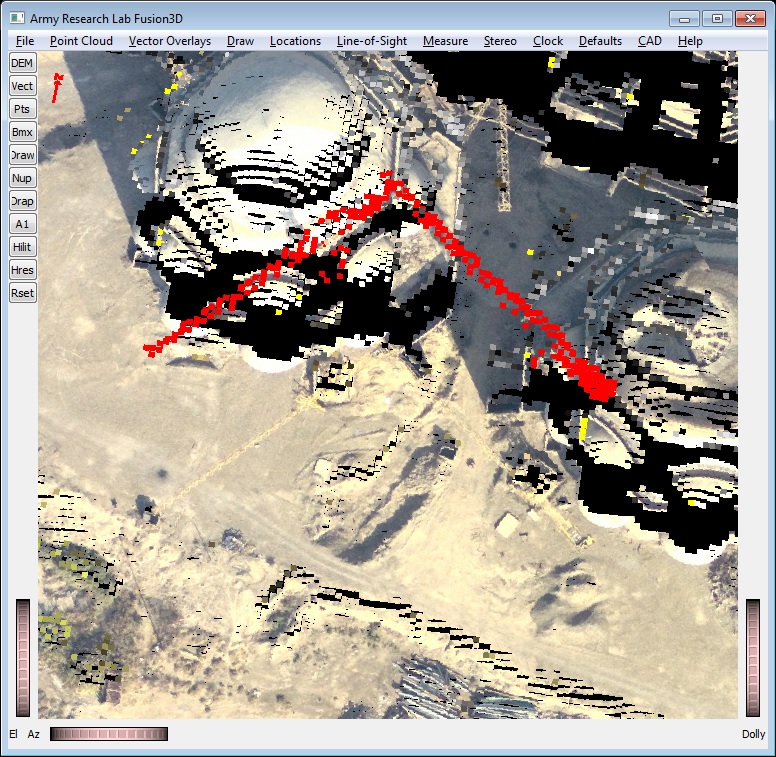 Army Research Lab Fusion3D
File Point Cloud Vector Overlays Draw Locations Line-of-Sight Measure Stereo Clock Defaults CAD Help
DEM
Vect
Pts
Bmx
Draw
Nup
Drap
A1
Hilit
Hres
Rset
El Az Dolly